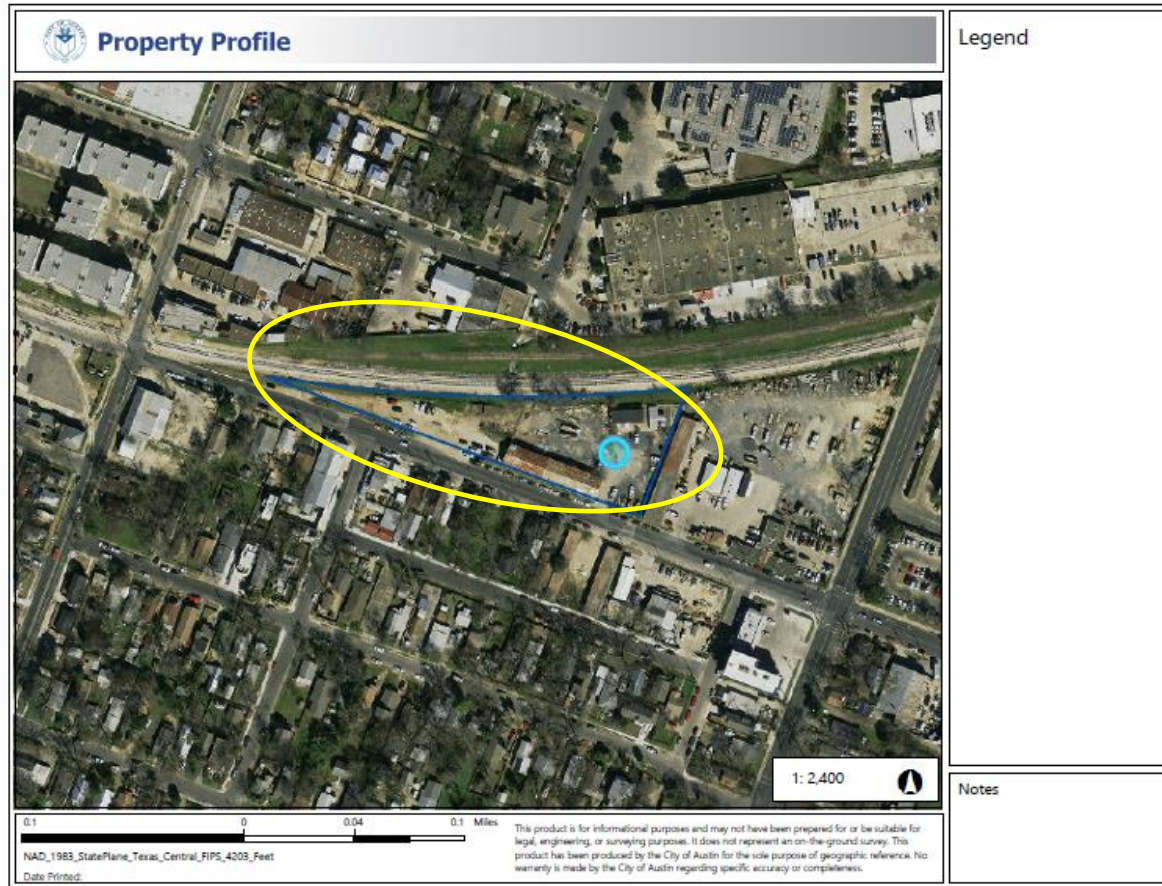 CITY OF AUSTIN
Property Profile
Legend
1: 2,400
Notes
0.1 0 0.04 0.1 Miles
NAD_1983_StatePlane_Texas_Central_FIPS_4203_Feet
Date Printed:
This product is for informational purposes and may not have been prepared for or be suitable for
legal, engineering, or surveying purposes. It does not represent an on-the-ground survey. This
product has been produced by the City of Austin for the sole purpose of geographic reference. No
warranty is made by the City of Austin regarding specific accuracy or completeness.